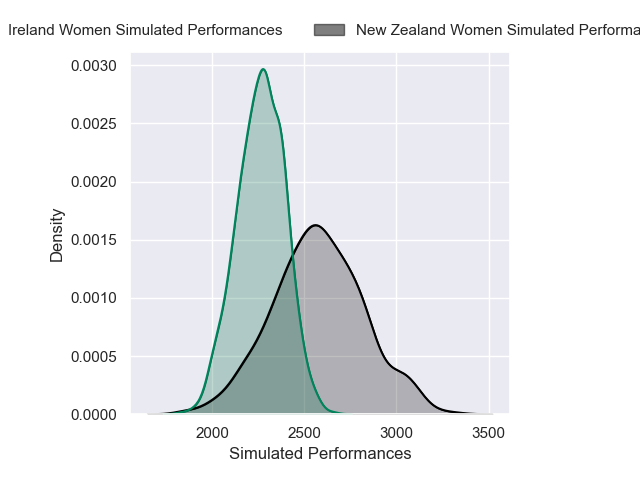 Ireland Women Simulated Performances New Zealand Women Simulated Performa
0.0030
0.0025
0.0020
0.0015
0.0010
0.0005
0.0000
Density
2000 2500 3000 3500
Simulated Performances